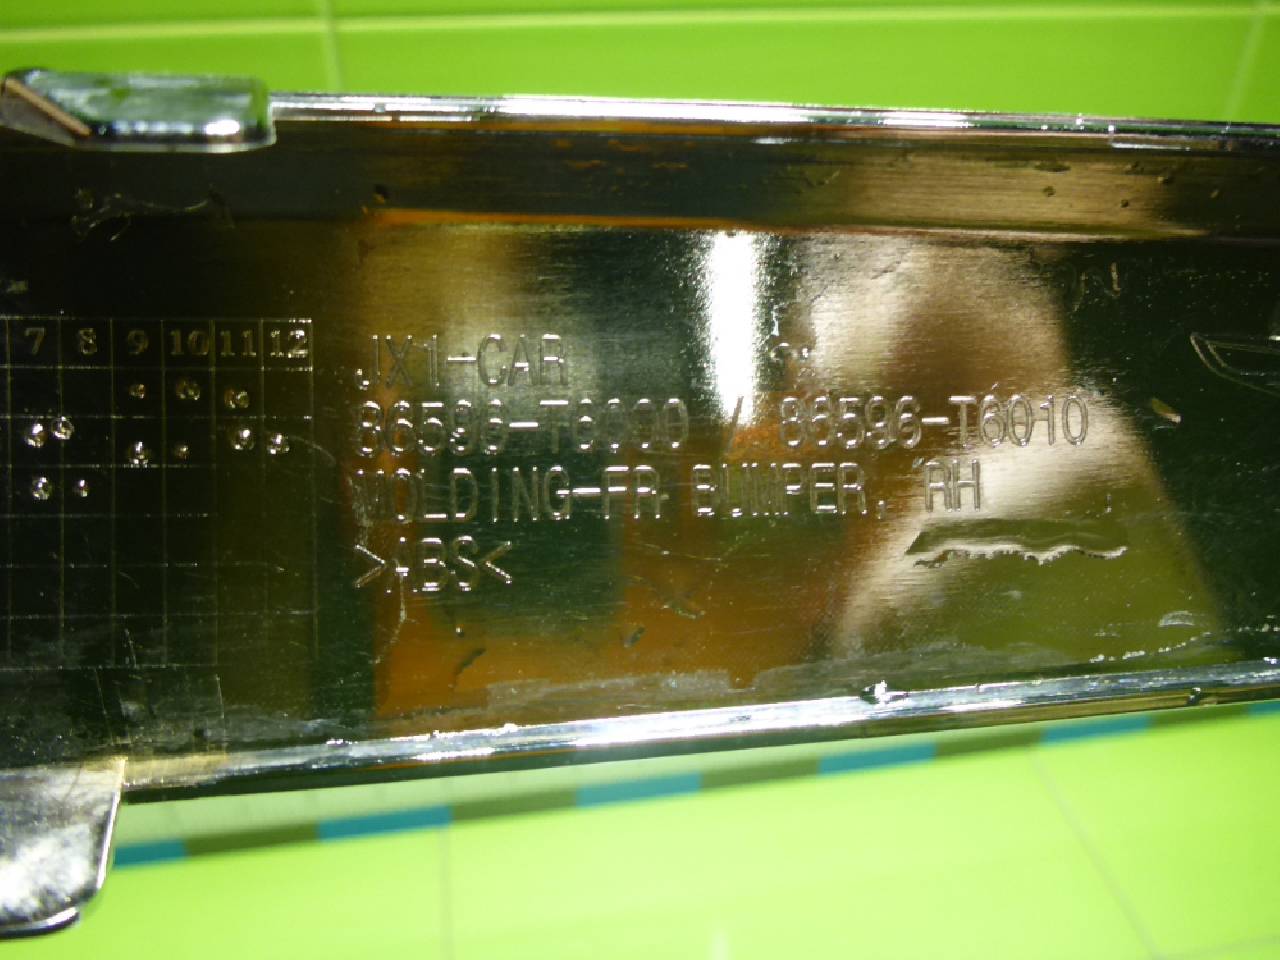 7 8 9 10 11 12
JX1-CAR
86596-T6000 / 86596-T6010
MOLDING-FR BUMPER, RH
>ABS<